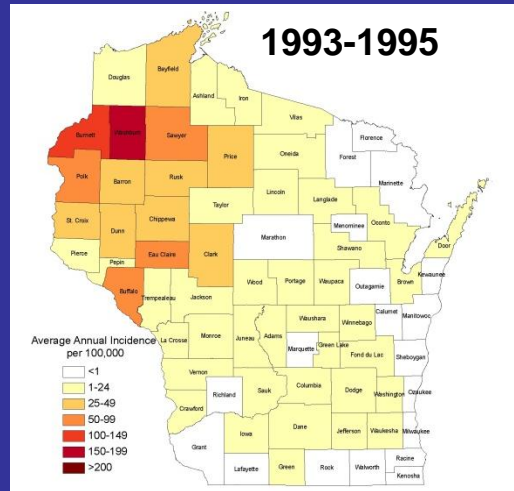 1993-1995
Bayfield
Douglas
Ashland
Iron
Vilas
Burnett
Washburn
Sawyer
Florence
Forest
Oneida
Price
Marinette
Polk
Barron
Rusk
Lincoln
Langlade
Taylor
Oconto
St. Croix
Chippewa
Dunn
Menominee
Marathon
Door
Shawano
Pierce
Pepin
Eau Claire
Clark
Kewaunee
Buffalo
Trempealeau
Jackson
Wood
Portage
Waupaca
Outagamie
Brown
Waushara
Winnebago
Calumet
Manitowoc
Average Annual Incidence
per 100,000
La Crosse
Monroe
Juneau
Adams
Marquette
Green Lake
Fond du Lac
Sheboygan
<1
1-24
25-49
50-99
100-149
150-199
>200
Vernon
Richland
Sauk
Columbia
Dodge
Washington
Ozaukee
Crawford
Grant
Iowa
Dane
Jefferson
Waukesha
Milwaukee
Lafayette
Green
Rock
Walworth
Racine
Kenosha